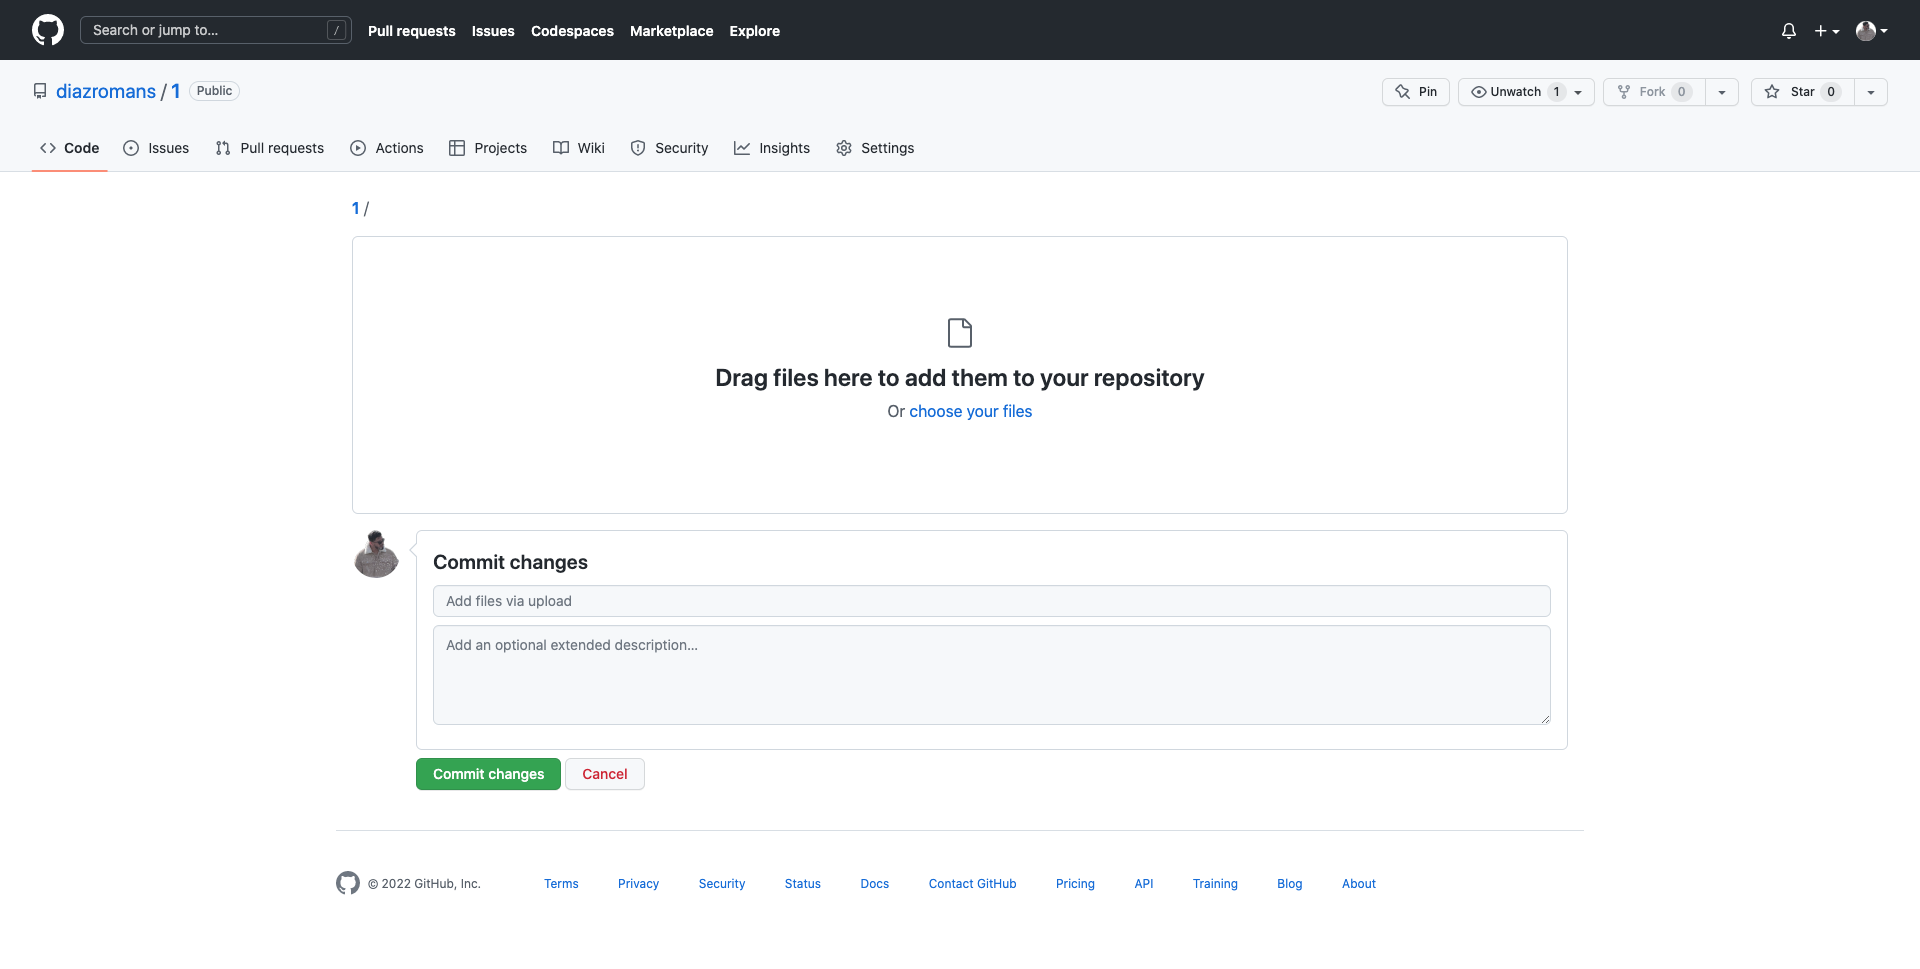 Search or jump to... /
Pull requests Issues Codespaces Marketplace Explore
diazromans / 1 Public
Pin Unwatch 1 Fork 0 Star 0
Code Issues Pull requests Actions Projects Wiki Security Insights Settings
1 /
Drag files here to add them to your repository
Or choose your files
Commit changes
Add files via upload
Add an optional extended description...
Commit changes Cancel
© 2022 GitHub, Inc. Terms Privacy Security Status Docs Contact GitHub Pricing API Training Blog About